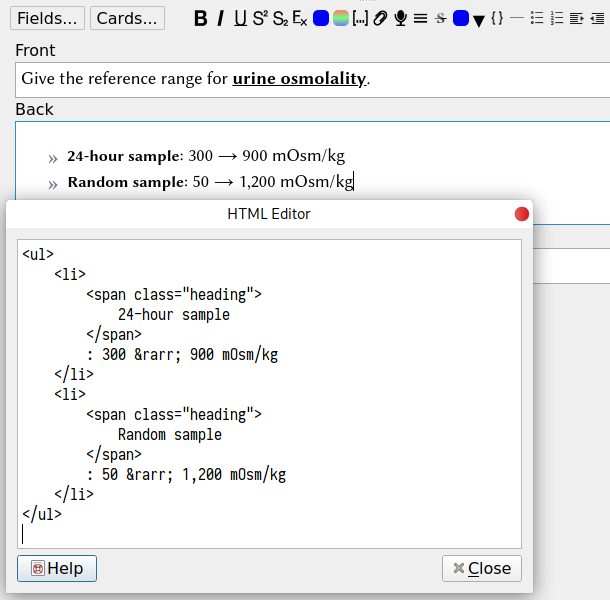 Fields... Cards... B I U S² S₂ Eₓ [...] S {}
Front
Give the reference range for urine osmolality.
Back
» 24-hour sample: 300 → 900 mOsm/kg
» Random sample: 50 → 1,200 mOsm/kg
HTML Editor
<ul>
    <li>
        <span class="heading">
            24-hour sample
        </span>
        : 300 &rarr; 900 mOsm/kg
    </li>
    <li>
        <span class="heading">
            Random sample
        </span>
        : 50 &rarr; 1,200 mOsm/kg
    </li>
</ul>
Help Close